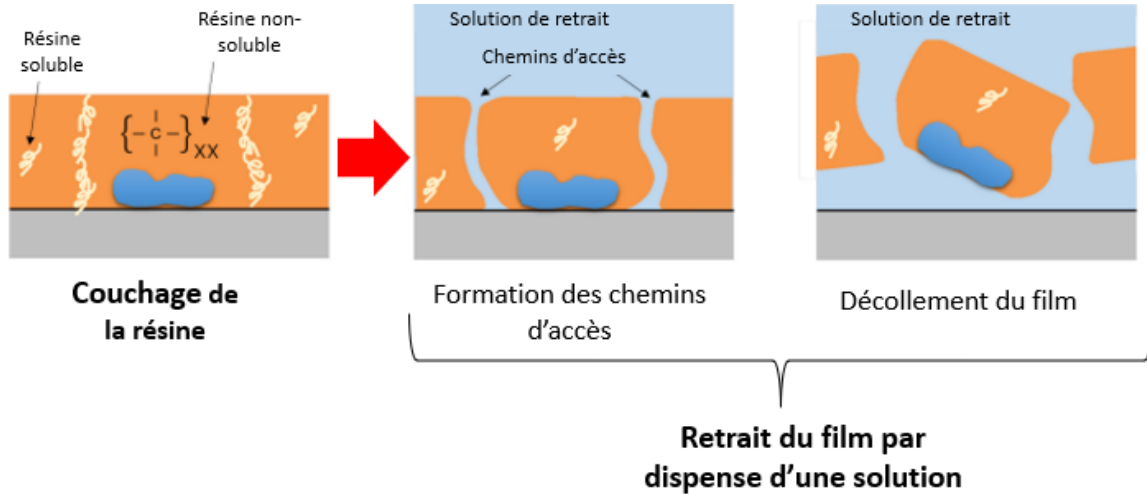 Résine
soluble
Résine non-
soluble
{–C–}XX
Solution de retrait
Chemins d'accès
Solution de retrait
Couchage de
la résine
Formation des chemins
d'accès
Décollement du film
Retrait du film par
dispense d'une solution